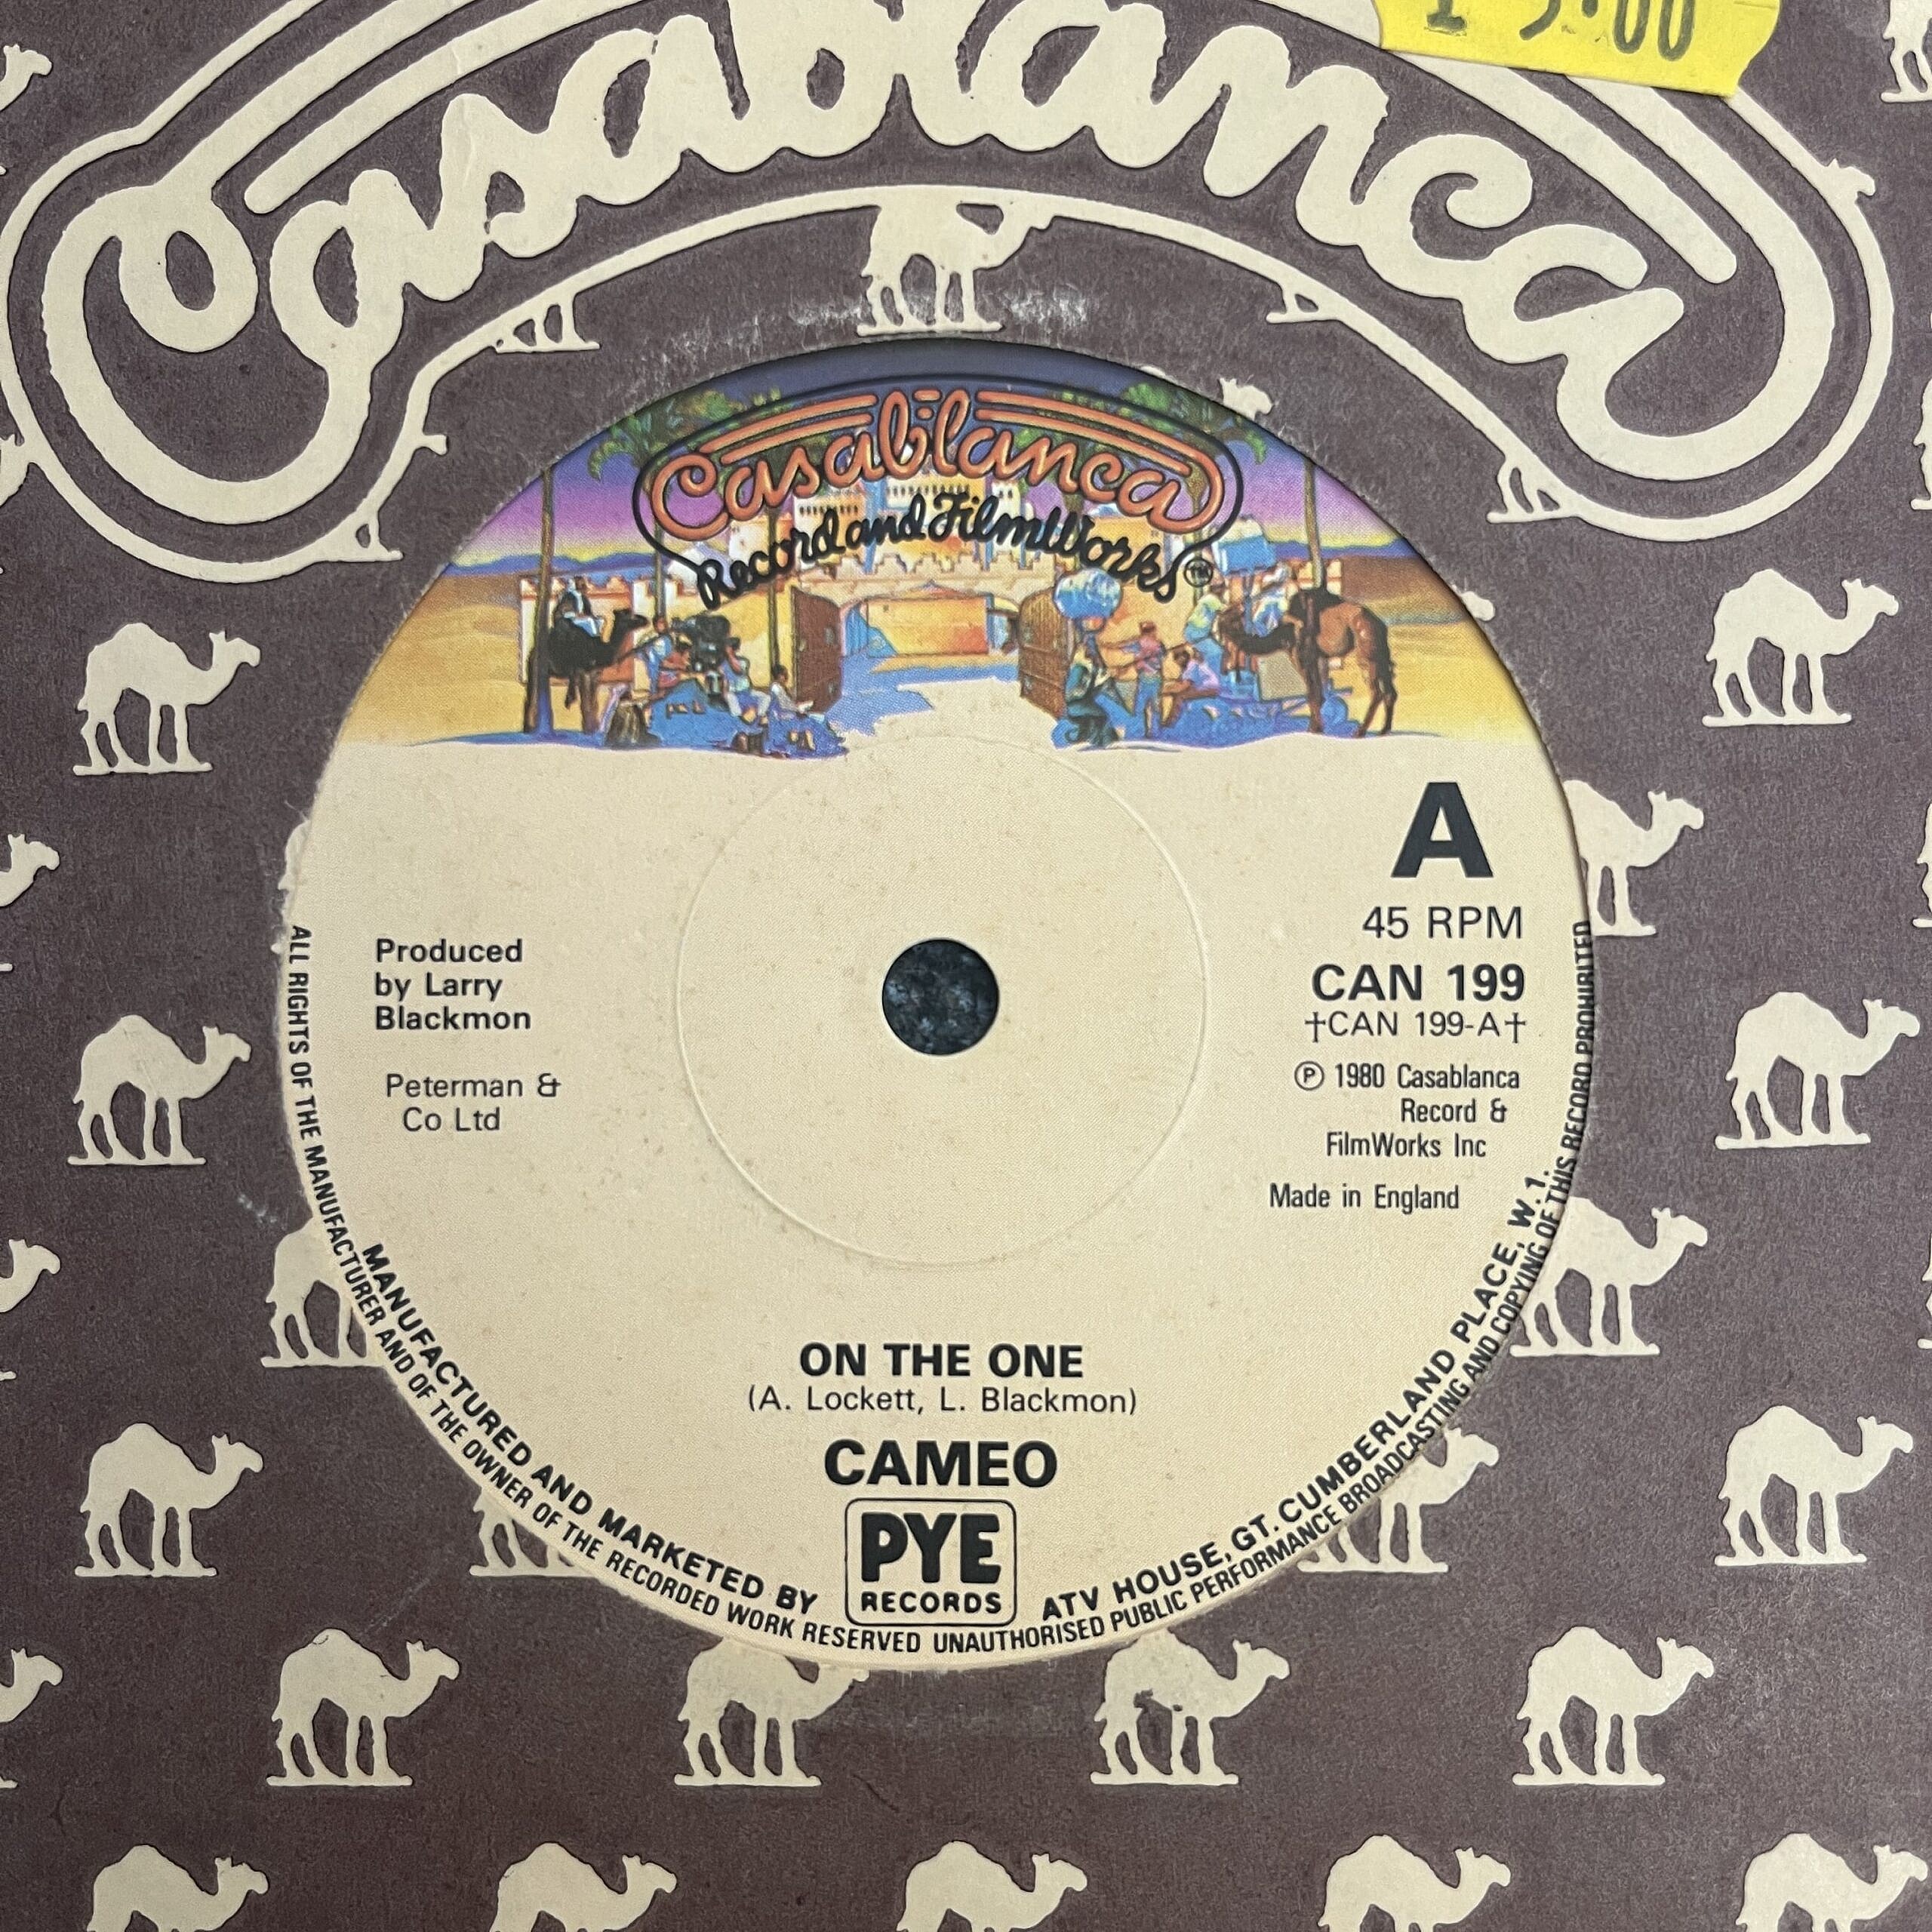 Casablanca
Casablanca
Record and FilmWorks TM
A
45 RPM
CAN 199
†CAN 199-A†
Ⓟ 1980 Casablanca
Record &
FilmWorks Inc
Made in England
Produced
by Larry
Blackmon
Peterman &
Co Ltd
ON THE ONE
(A. Lockett, L. Blackmon)
CAMEO
PYE
RECORDS
MANUFACTURED AND MARKETED BY
ATV HOUSE, GT. CUMBERLAND PLACE, W.1.
ALL RIGHTS OF THE MANUFACTURER AND OF THE OWNER OF THE RECORDED WORK RESERVED UNAUTHORISED PUBLIC PERFORMANCE BROADCASTING AND COPYING OF THIS RECORD PROHIBITED